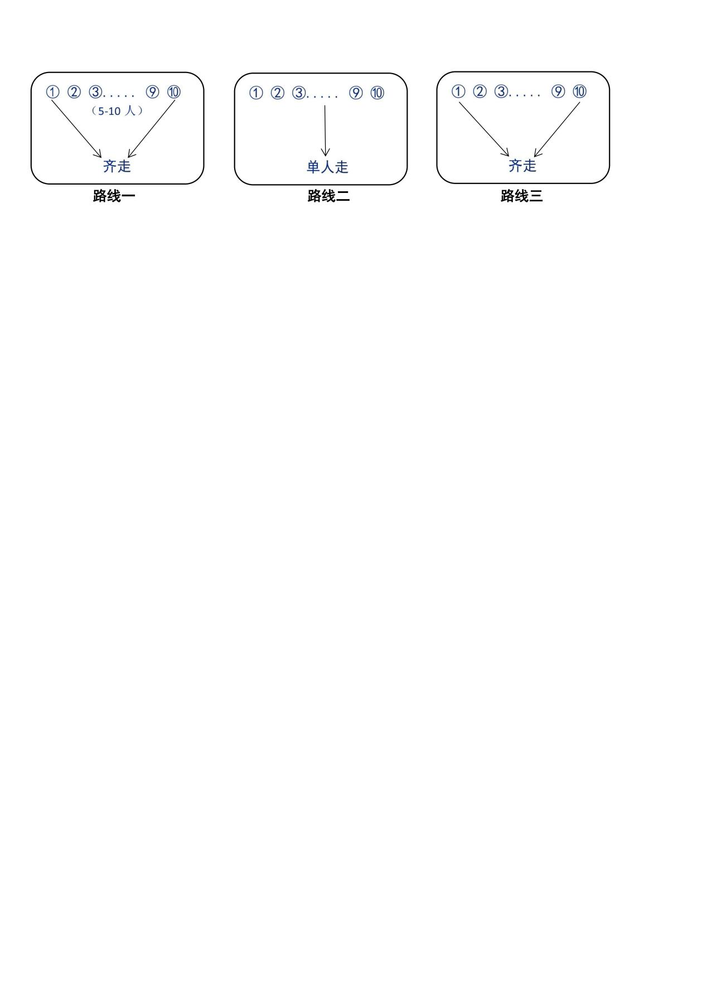 ① ② ③..... ⑨ ⑩
（5-10 人）
齐走
路线一
① ② ③..... ⑨ ⑩
单人走
路线二
① ② ③..... ⑨ ⑩
齐走
路线三